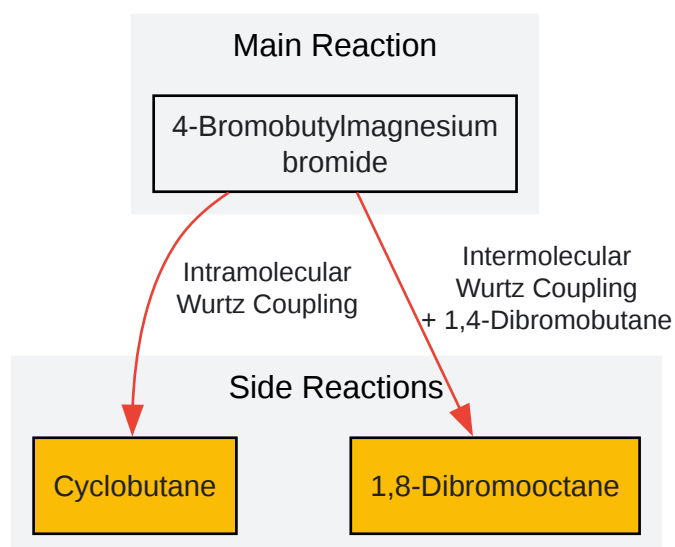 Main Reaction
4-Bromobutylmagnesium
bromide
Intramolecular
Wurtz Coupling
Intermolecular
Wurtz Coupling
+ 1,4-Dibromobutane
Side Reactions
Cyclobutane
1,8-Dibromooctane